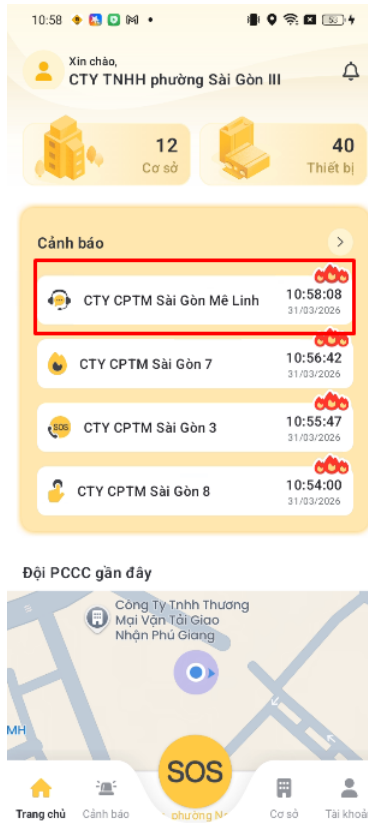 10:58
53
Xin chào,
CTY TNHH phường Sài Gòn III
12
Cơ sở
40
Thiết bị
Cảnh báo
CTY CPTM Sài Gòn Mê Linh
10:58:08
31/03/2026
CTY CPTM Sài Gòn 7
10:56:42
31/03/2026
SOS
CTY CPTM Sài Gòn 3
10:55:47
31/03/2026
CTY CPTM Sài Gòn 8
10:54:00
31/03/2026
Đội PCCC gần đây
S
Công Ty Tnhh Thương
Mại Vận Tải Giao
Nhận Phú Giang
MH
SOS
phường N
Trang chủ
Cảnh báo
Cơ sở
Tài khoả